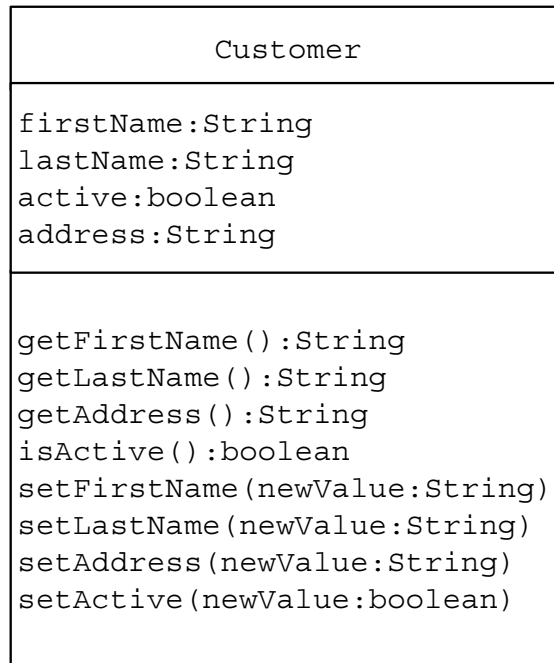 Customer
firstName:String
lastName:String
active:boolean
address:String
getFirstName():String
getLastName():String
getAddress():String
isActive():boolean
setFirstName(newValue:String)
setLastName(newValue:String)
setAddress(newValue:String)
setActive(newValue:boolean)